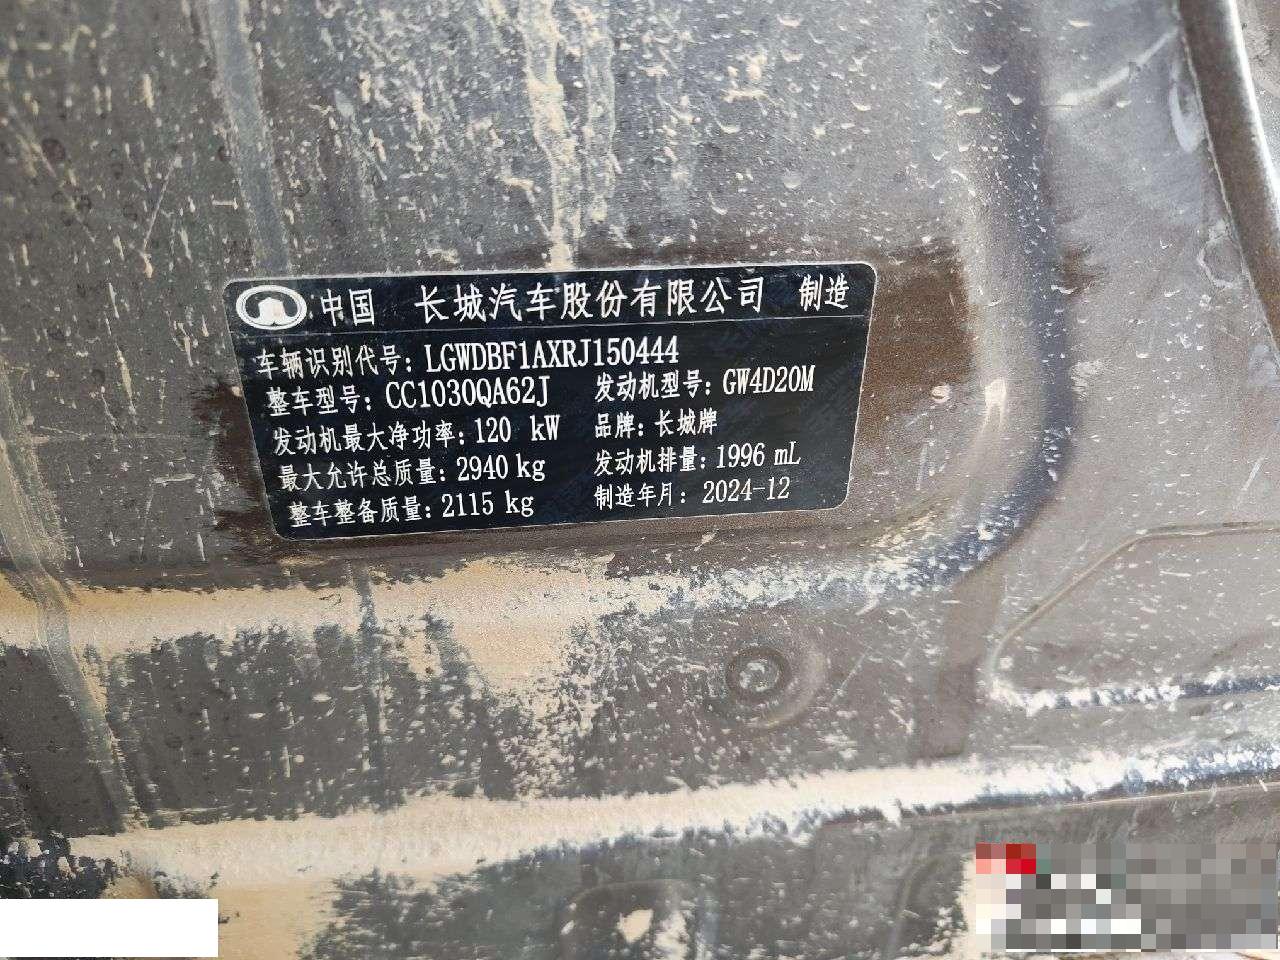 中国 长城汽车股份有限公司 制造
车辆识别代号: LGWDBF1AXRJ150444
整车型号: CC1030QA62J 发动机型号: GW4D20M
发动机最大净功率: 120 kW 品牌: 长城牌
最大允许总质量: 2940 kg 发动机排量: 1996 mL
整车整备质量: 2115 kg 制造年月: 2024-12